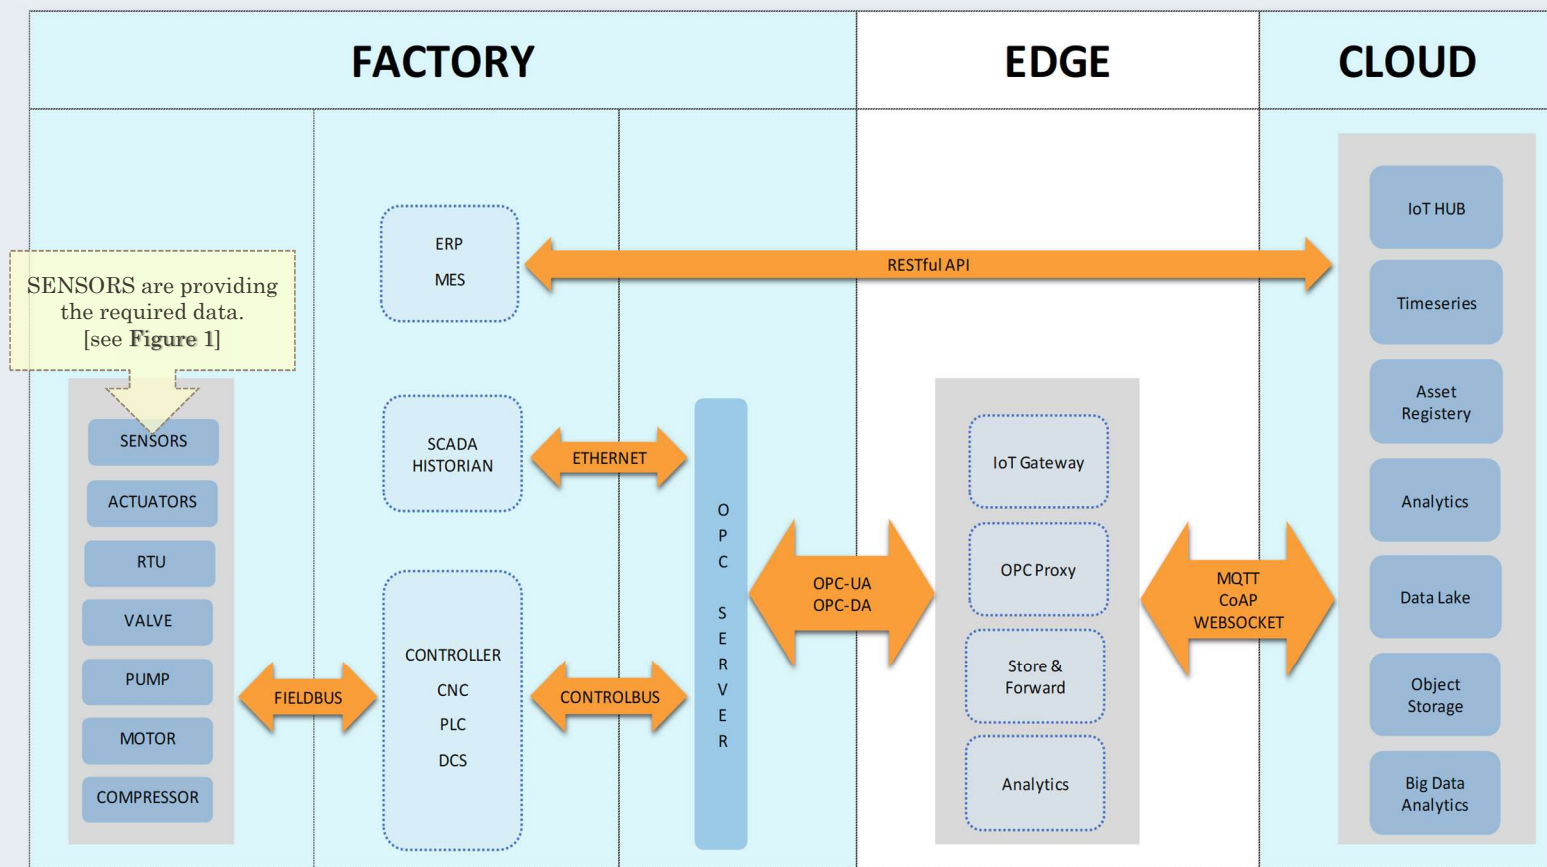 FACTORY
EDGE
CLOUD
SENSORS are providing
the required data.
[see Figure 1]
SENSORS
ACTUATORS
RTU
VALVE
PUMP
MOTOR
COMPRESSOR
FIELDBUS
ERP
MES
SCADA
HISTORIAN
CONTROLLER
CNC
PLC
DCS
RESTful API
ETHERNET
CONTROLBUS
O
P
C
S
E
R
V
E
R
OPC-UA
OPC-DA
IoT Gateway
OPC Proxy
Store &
Forward
Analytics
MQTT
CoAP
WEBSOCKET
IoT HUB
Timeseries
Asset
Registery
Analytics
Data Lake
Object
Storage
Big Data
Analytics